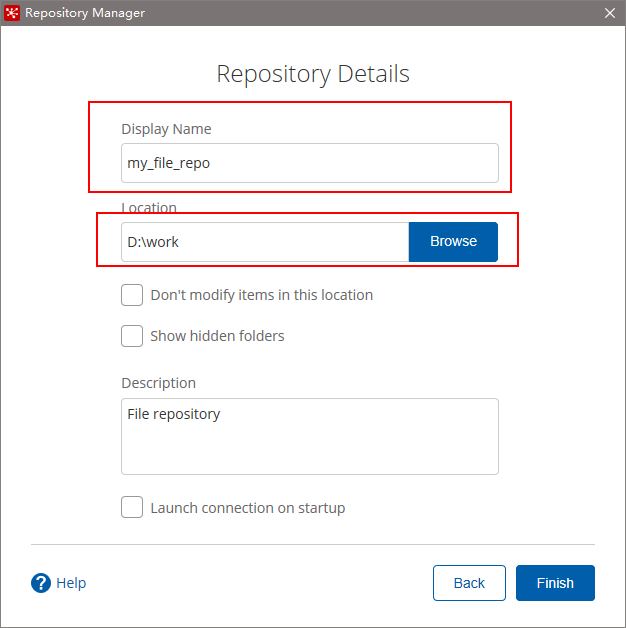 Repository Manager
Repository Details
Display Name
my_file_repo
Location
D:\work
Browse
Don't modify items in this location
Show hidden folders
Description
File repository
Launch connection on startup
? Help
Back
Finish